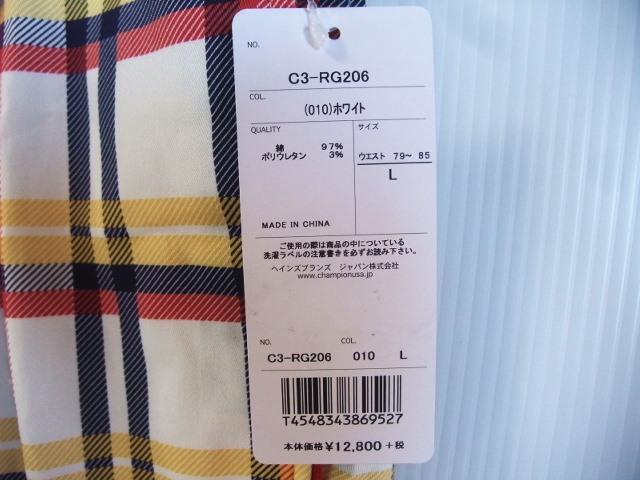 NO.
C3-RG206
COL.
(010)ホワイト
QUALITY
サイズ
綿 97%
ポリウレタン 3%
ウエスト 79～ 85
L
MADE IN CHINA
ご使用の際は商品の中についている
洗濯ラベルの注意書を必ずお読み下さい。
ヘインズブランズ ジャパン株式会社
www.championusa.jp
NO. COL.
C3-RG206 010 L
T4548343869527
本体価格¥12,800+税